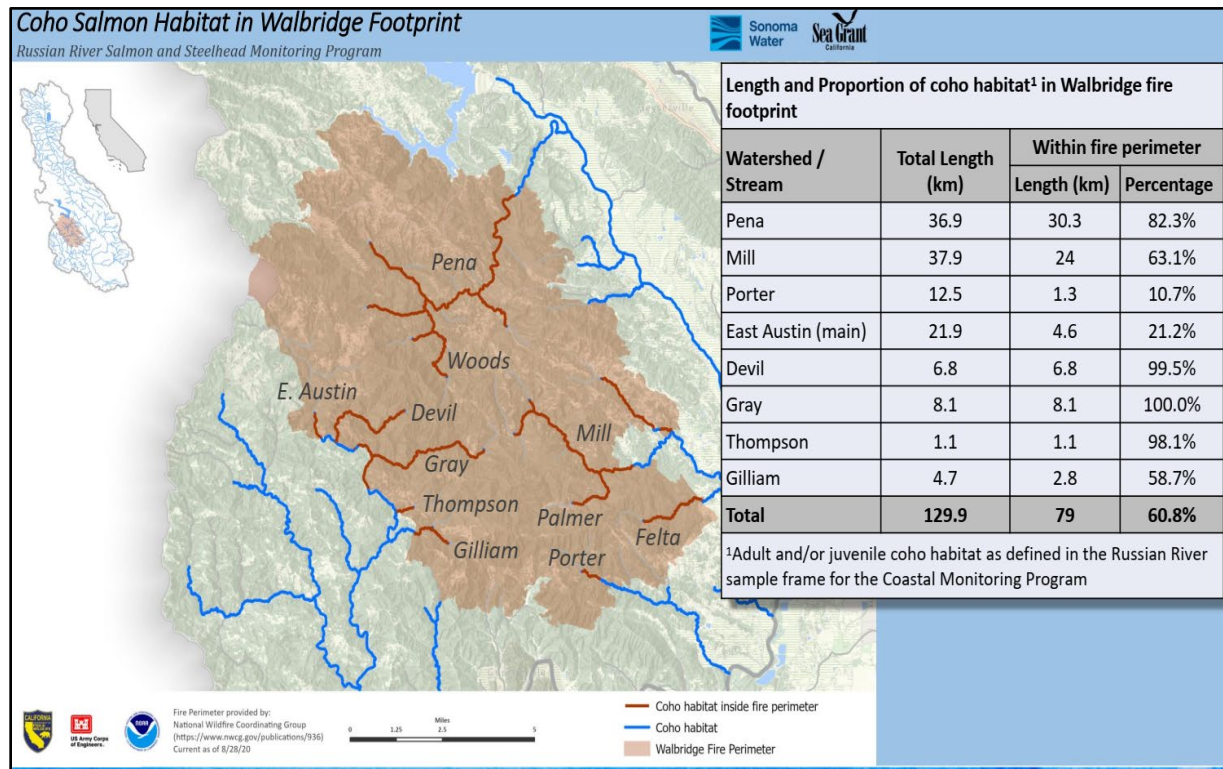 Coho Salmon Habitat in Walbridge Footprint
Russian River Salmon and Steelhead Monitoring Program
Sonoma
Water
Sea Grant
California
Length and Proportion of coho habitat¹ in Walbridge fire
footprint
Watershed /
Stream
Total Length
(km)
Within fire perimeter
Length (km) Percentage
Pena 36.9 30.3 82.3%
Mill 37.9 24 63.1%
Porter 12.5 1.3 10.7%
East Austin (main) 21.9 4.6 21.2%
Devil 6.8 6.8 99.5%
Gray 8.1 8.1 100.0%
Thompson 1.1 1.1 98.1%
Gilliam 4.7 2.8 58.7%
Total 129.9 79 60.8%
¹Adult and/or juvenile coho habitat as defined in the Russian River
sample frame for the Coastal Monitoring Program
Pena
Woods
E. Austin
Devil
Mill
Gray
Thompson
Palmer
Felta
Gilliam
Porter
CALIFORNIA
US Army Corps
of Engineers.
NOAA
Fire Perimeter provided by:
National Wildfire Coordinating Group
(https://www.nwcg.gov/publications/936)
Current as of 8/28/20
Miles
0 1.25 2.5 5
Coho habitat inside fire perimeter
Coho habitat
Walbridge Fire Perimeter